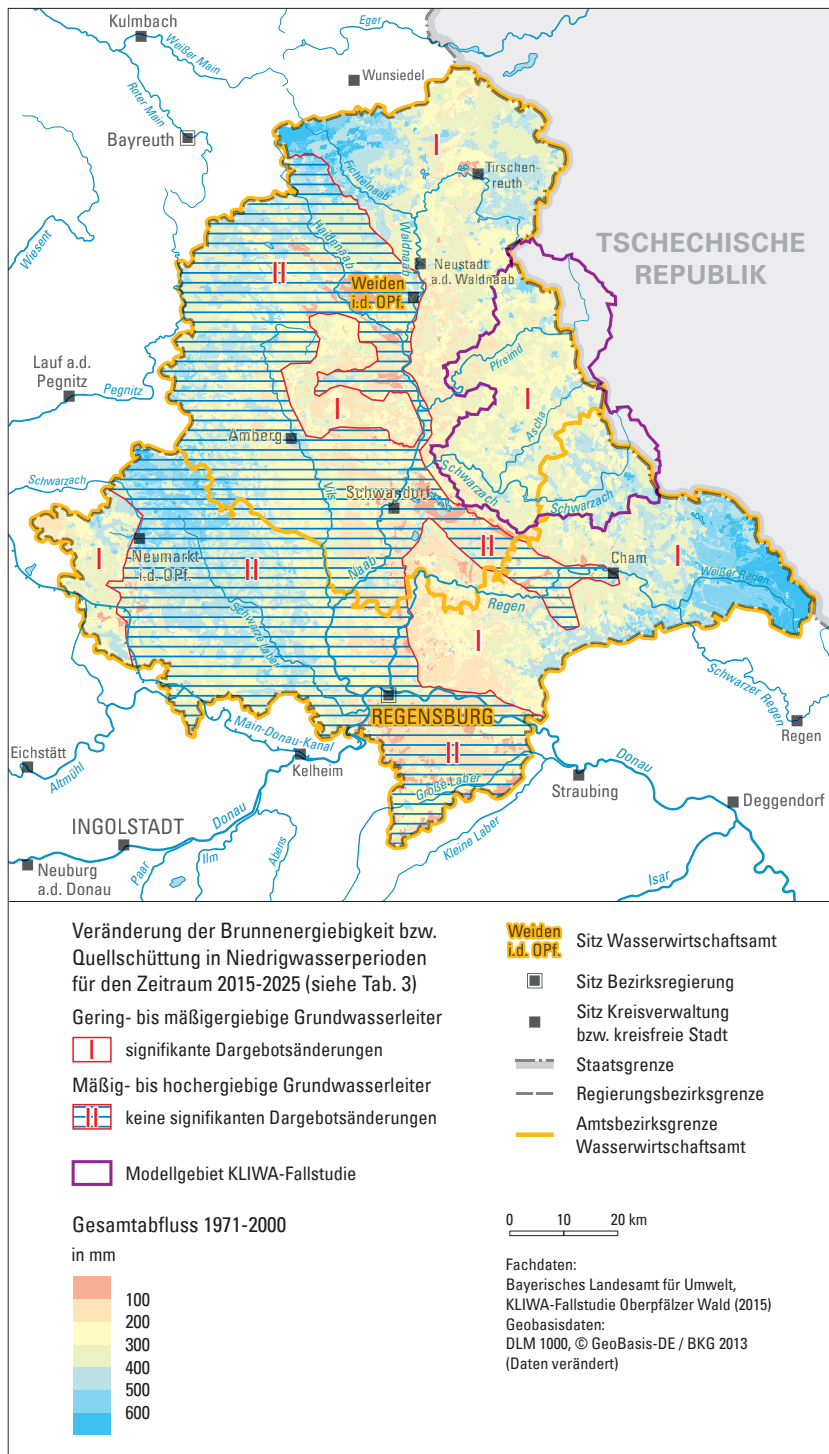 Kulmbach
Eger
Weißer Main
Wunsiedel
Roter Main
Bayreuth
I
Tirschen-
reuth
Fichtelnaab
Wiesent
Haidenaab
Waldnaab
TSCHECHISCHE
REPUBLIK
II
Neustadt
a.d. Waldnaab
Weiden
i.d. OPf.
Lauf a.d.
Pegnitz
Pegnitz
Pfreimd
I
I
Ascha
Amberg
Schwarzach
Schwarzach
Schwarzach
Vils
Schwandorf
II
I
Neumarkt
i.d. OPf.
II
Naab
Cham
I
Weißer Regen
Regen
Schwarze Laber
I
Schwarzer Regen
REGENSBURG
Regen
Main-Donau-Kanal
II
Eichstätt
Altmühl
Kelheim
Donau
Große Laber
Straubing
Deggendorf
INGOLSTADT
Donau
Kleine Laber
Neuburg
a.d. Donau
Paar
Ilm
Abens
Isar
Veränderung der Brunnenergiebigkeit bzw.
Quellschüttung in Niedrigwasserperioden
für den Zeitraum 2015-2025 (siehe Tab. 3)
Gering- bis mäßigergiebige Grundwasserleiter
I signifikante Dargebotsänderungen
Mäßig- bis hochergiebige Grundwasserleiter
II keine signifikanten Dargebotsänderungen
Modellgebiet KLIWA-Fallstudie
Gesamtabfluss 1971-2000
in mm
100
200
300
400
500
600
Weiden
i.d. OPf.
Sitz Wasserwirtschaftsamt
Sitz Bezirksregierung
Sitz Kreisverwaltung
bzw. kreisfreie Stadt
Staatsgrenze
Regierungsbezirksgrenze
Amtsbezirksgrenze
Wasserwirtschaftsamt
0 10 20 km
Fachdaten:
Bayerisches Landesamt für Umwelt,
KLIWA-Fallstudie Oberpfälzer Wald (2015)
Geobasisdaten:
DLM 1000, © GeoBasis-DE / BKG 2013
(Daten verändert)